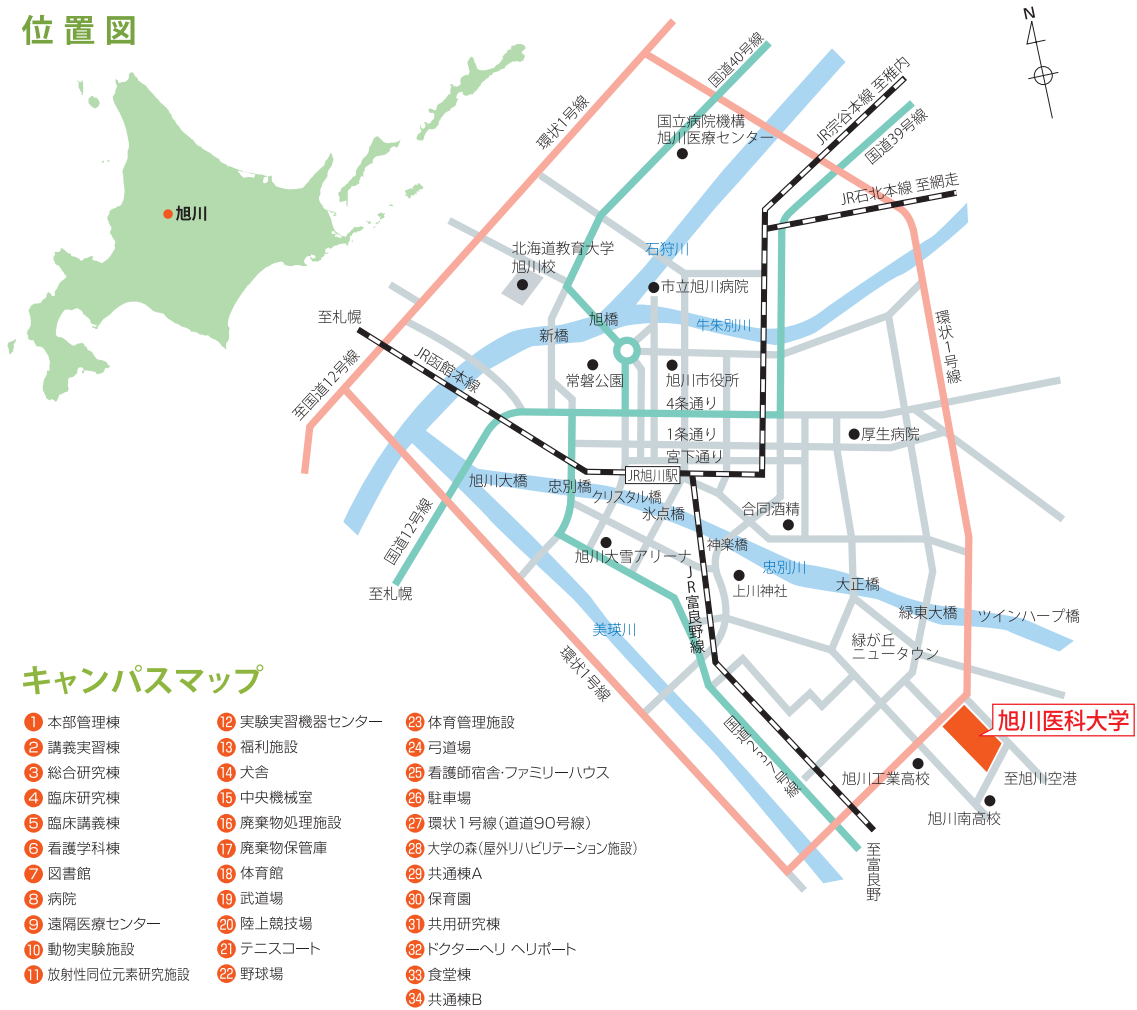 位置図
N
旭川
国道40号線
環状1号線
国立病院機構
旭川医療センター
JR宗谷本線 至稚内
国道39号線
JR石北本線 至網走
北海道教育大学
旭川校
石狩川
市立旭川病院
至札幌
新橋
旭橋
牛朱別川
環状1号線
至国道12号線
JR函館本線
常磐公園
旭川市役所
4条通り
1条通り
宮下通り
厚生病院
JR旭川駅
旭川大橋
忠別橋
クリスタル橋
氷点橋
合同酒精
国道12号線
旭川大雪アリーナ
神楽橋
忠別川
至札幌
JR富良野線
上川神社
大正橋
緑東大橋
ツインハープ橋
美瑛川
緑が丘
ニュータウン
環状1号線
国道237号線
旭川医科大学
旭川工業高校
至旭川空港
旭川南高校
至富良野
キャンパスマップ
1 本部管理棟
2 講義実習棟
3 総合研究棟
4 臨床研究棟
5 臨床講義棟
6 看護学科棟
7 図書館
8 病院
9 遠隔医療センター
10 動物実験施設
11 放射性同位元素研究施設
12 実験実習機器センター
13 福利施設
14 犬舎
15 中央機械室
16 廃棄物処理施設
17 廃棄物保管庫
18 体育館
19 武道場
20 陸上競技場
21 テニスコート
22 野球場
23 体育管理施設
24 弓道場
25 看護師宿舎・ファミリーハウス
26 駐車場
27 環状1号線(道道90号線)
28 大学の森(屋外リハビリテーション施設)
29 共通棟A
30 保育園
31 共用研究棟
32 ドクターヘリ ヘリポート
33 食堂棟
34 共通棟B